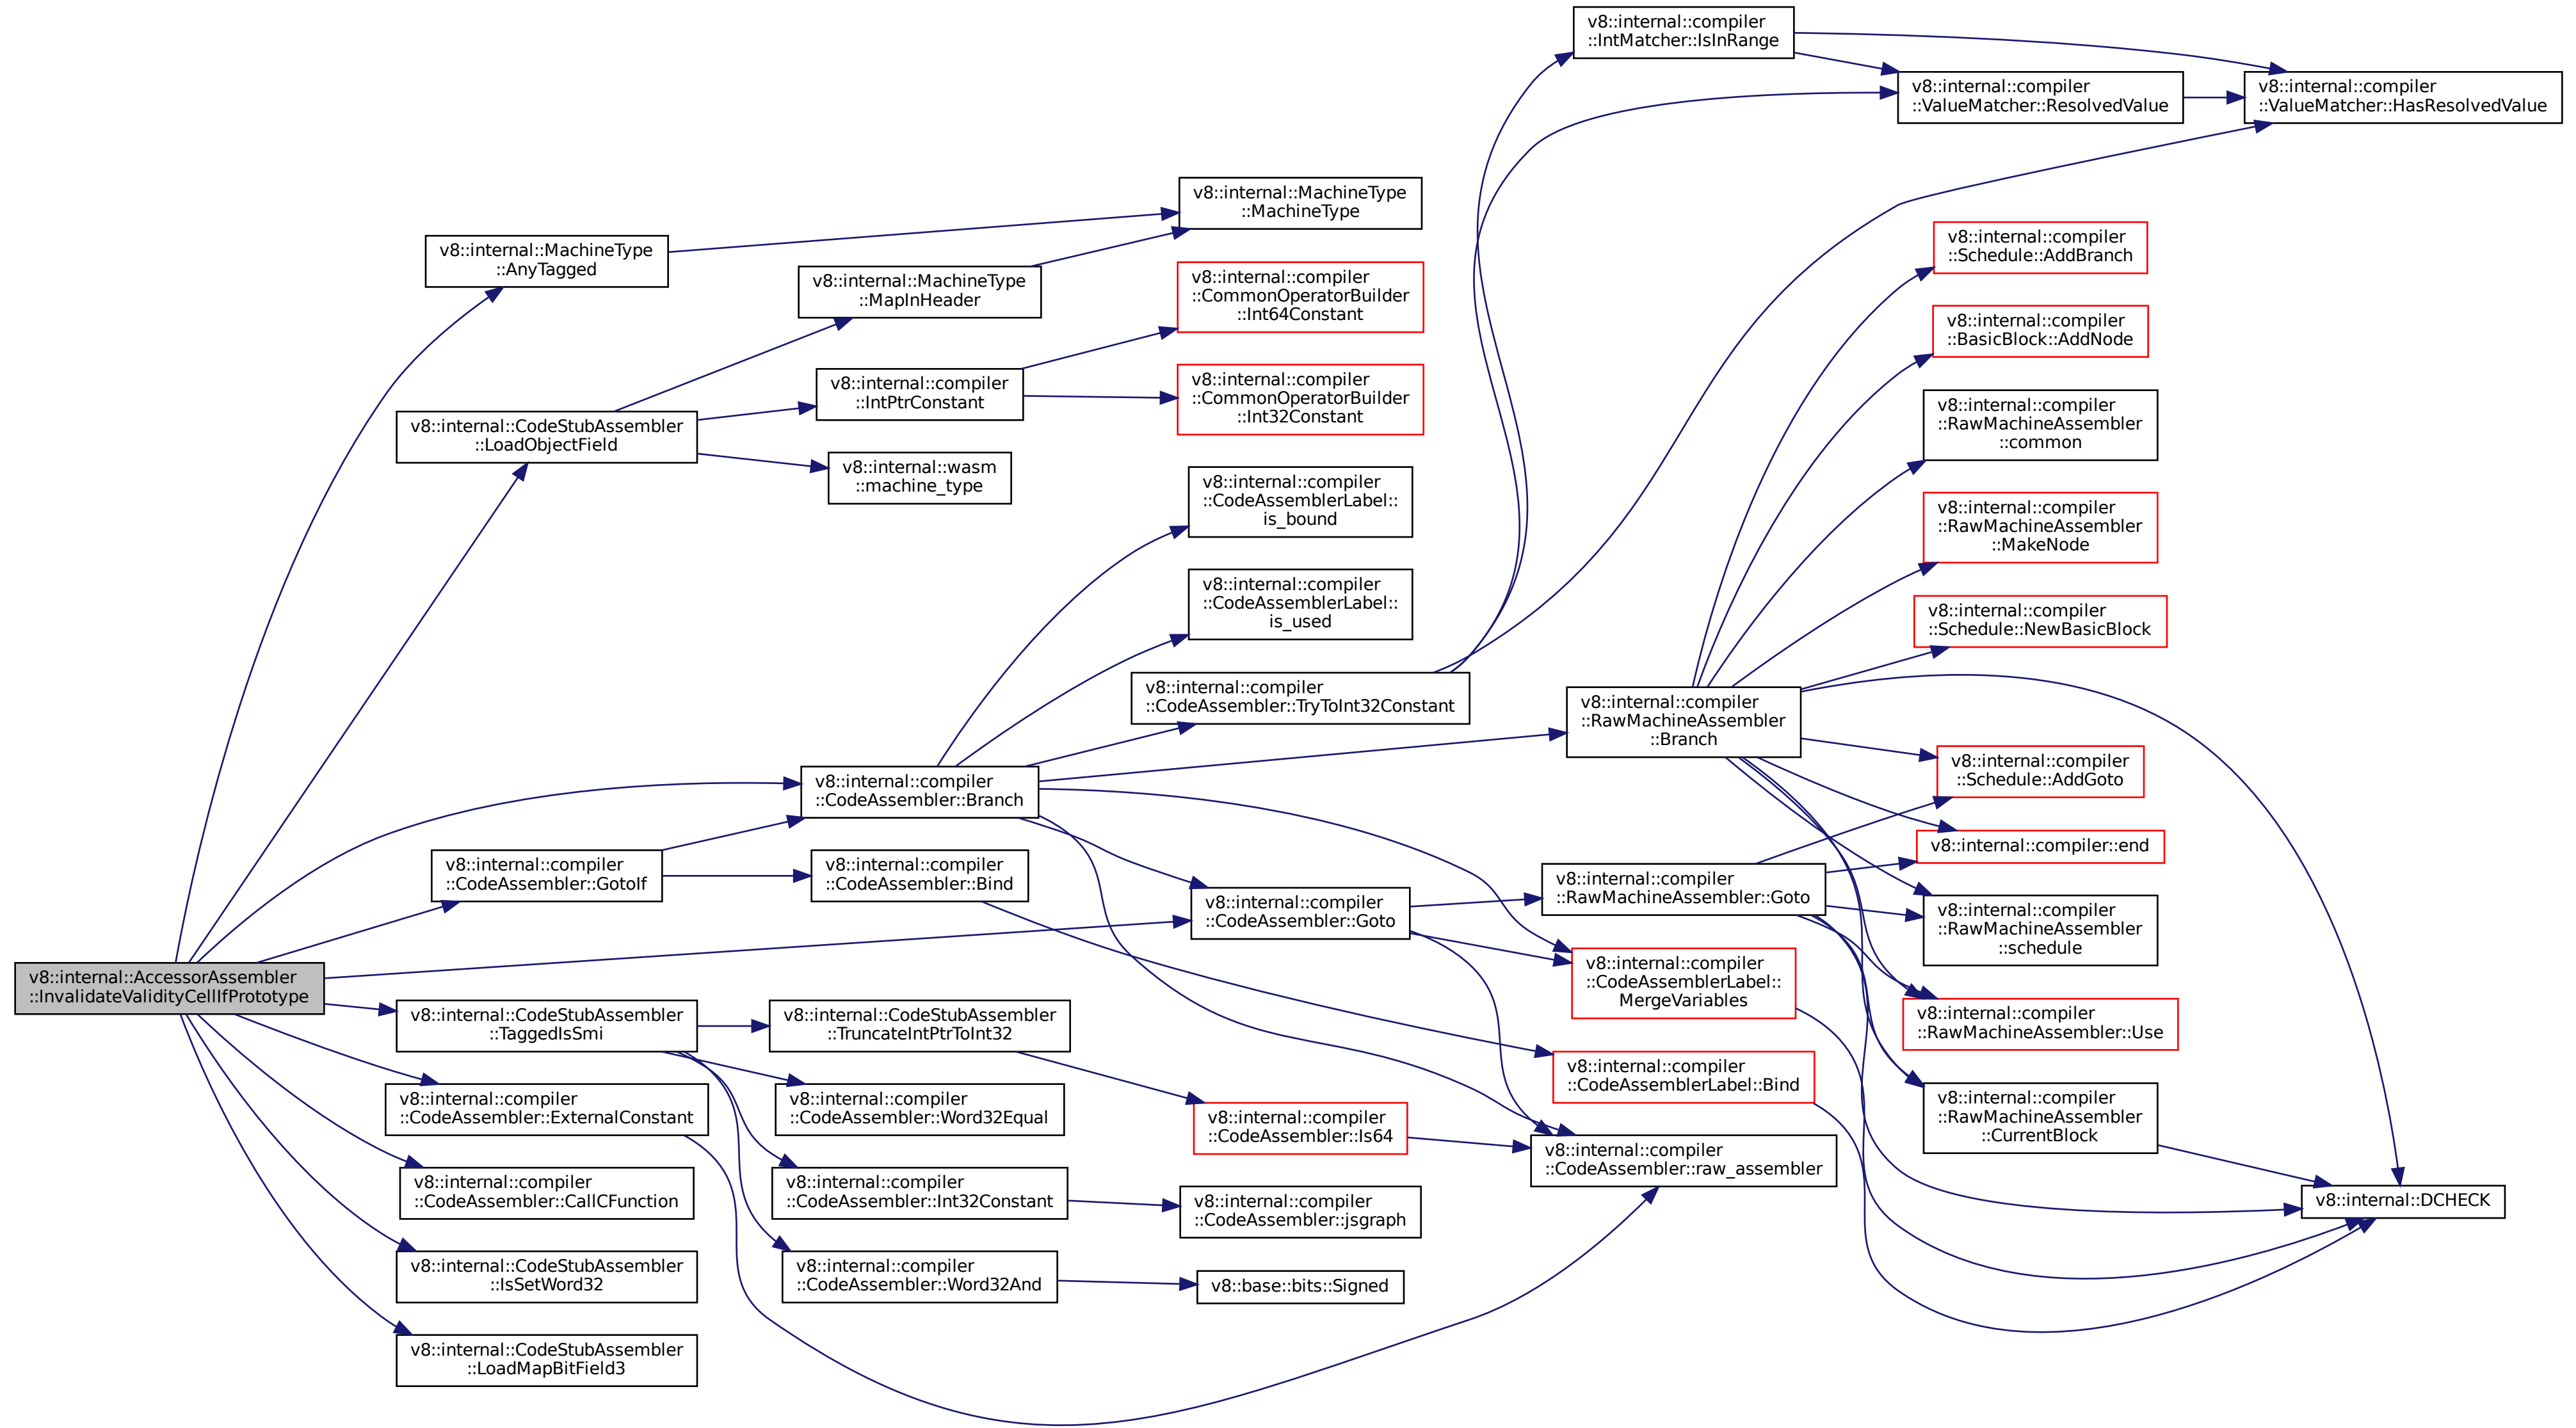 v8::internal::AccessorAssembler
::InvalidateValidityCellIfPrototype
v8::internal::MachineType
::AnyTagged
v8::internal::CodeStubAssembler
::LoadObjectField
v8::internal::compiler
::CodeAssembler::GotoIf
v8::internal::CodeStubAssembler
::TaggedIsSmi
v8::internal::compiler
::CodeAssembler::ExternalConstant
v8::internal::compiler
::CodeAssembler::CallCFunction
v8::internal::CodeStubAssembler
::IsSetWord32
v8::internal::CodeStubAssembler
::LoadMapBitField3
v8::internal::MachineType
::MapInHeader
v8::internal::compiler
::IntPtrConstant
v8::internal::wasm
::machine_type
v8::internal::compiler
::CodeAssembler::Branch
v8::internal::compiler
::CodeAssembler::Bind
v8::internal::CodeStubAssembler
::TruncateIntPtrToInt32
v8::internal::compiler
::CodeAssembler::Word32Equal
v8::internal::compiler
::CodeAssembler::Int32Constant
v8::internal::compiler
::CodeAssembler::Word32And
v8::internal::MachineType
::MachineType
v8::internal::compiler
::CommonOperatorBuilder
::Int64Constant
v8::internal::compiler
::CommonOperatorBuilder
::Int32Constant
v8::internal::compiler
::CodeAssemblerLabel::
is_bound
v8::internal::compiler
::CodeAssemblerLabel::
is_used
v8::internal::compiler
::CodeAssembler::TryToInt32Constant
v8::internal::compiler
::CodeAssembler::Goto
v8::internal::compiler
::CodeAssembler::Is64
v8::internal::compiler
::CodeAssembler::jsgraph
v8::base::bits::Signed
v8::internal::compiler
::IntMatcher::IsInRange
v8::internal::compiler
::RawMachineAssembler
::Branch
v8::internal::compiler
::RawMachineAssembler::Goto
v8::internal::compiler
::CodeAssemblerLabel::
MergeVariables
v8::internal::compiler
::CodeAssemblerLabel::Bind
v8::internal::compiler
::CodeAssembler::raw_assembler
v8::internal::compiler
::ValueMatcher::ResolvedValue
v8::internal::compiler
::Schedule::AddBranch
v8::internal::compiler
::BasicBlock::AddNode
v8::internal::compiler
::RawMachineAssembler
::common
v8::internal::compiler
::RawMachineAssembler
::MakeNode
v8::internal::compiler
::Schedule::NewBasicBlock
v8::internal::compiler
::Schedule::AddGoto
v8::internal::compiler::end
v8::internal::compiler
::RawMachineAssembler
::schedule
v8::internal::compiler
::RawMachineAssembler::Use
v8::internal::compiler
::RawMachineAssembler
::CurrentBlock
v8::internal::compiler
::ValueMatcher::HasResolvedValue
v8::internal::DCHECK